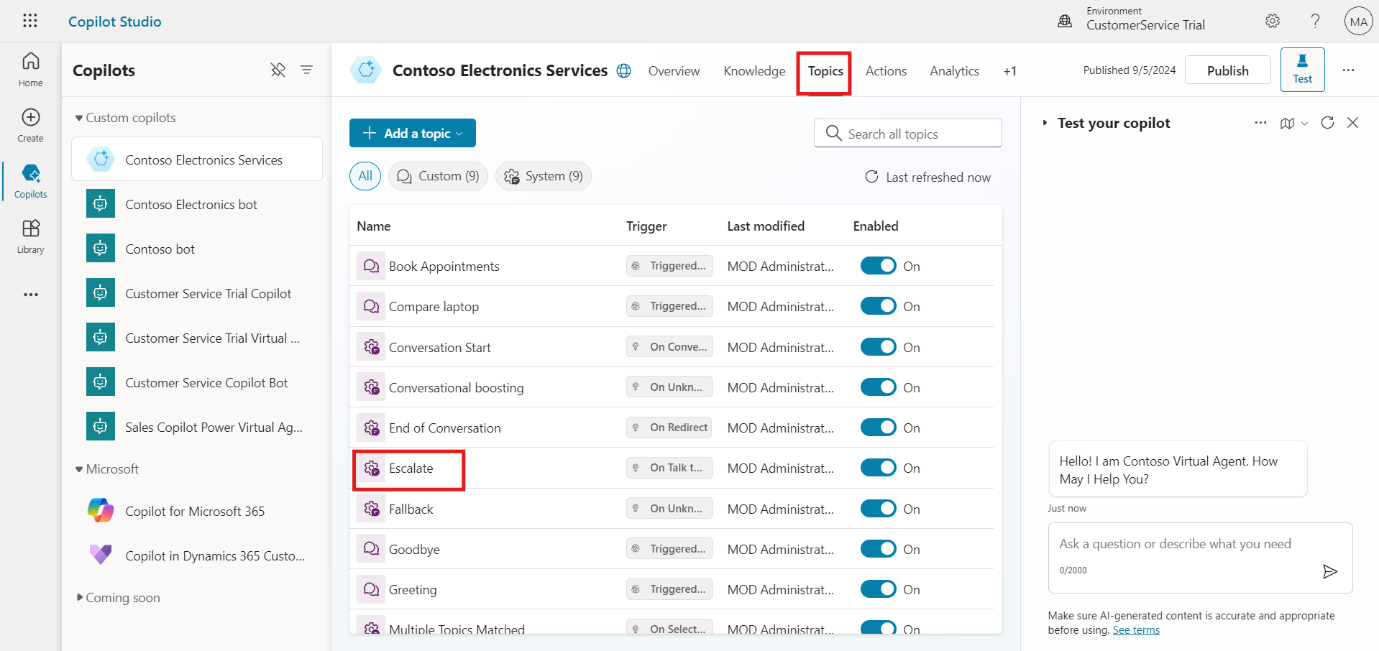 Copilot Studio
Environment
CustomerService Trial
?
MA
Home
Create
Copilots
Library
Copilots
Custom copilots
Contoso Electronics Services
Contoso Electronics bot
Contoso bot
Customer Service Trial Copilot
Customer Service Trial Virtual ...
Customer Service Copilot Bot
Sales Copilot Power Virtual Ag...
Microsoft
Copilot for Microsoft 365
Copilot in Dynamics 365 Custo...
Coming soon
Contoso Electronics Services
Overview Knowledge Topics Actions Analytics +1
Published 9/5/2024 Publish Test
Add a topic
Search all topics
All Custom (9) System (9) Last refreshed now
Name Trigger Last modified Enabled
Book Appointments Triggered... MOD Administrat... On
Compare laptop Triggered... MOD Administrat... On
Conversation Start On Conve... MOD Administrat... On
Conversational boosting On Unkn... MOD Administrat... On
End of Conversation On Redirect MOD Administrat... On
Escalate On Talk t... MOD Administrat... On
Fallback On Unkn... MOD Administrat... On
Goodbye Triggered... MOD Administrat... On
Greeting Triggered... MOD Administrat... On
Multiple Topics Matched On Select... MOD Administrat... On
Test your copilot
Hello! I am Contoso Virtual Agent. How
May I Help You?
Just now
Ask a question or describe what you need
0/2000
Make sure AI-generated content is accurate and appropriate
before using. See terms